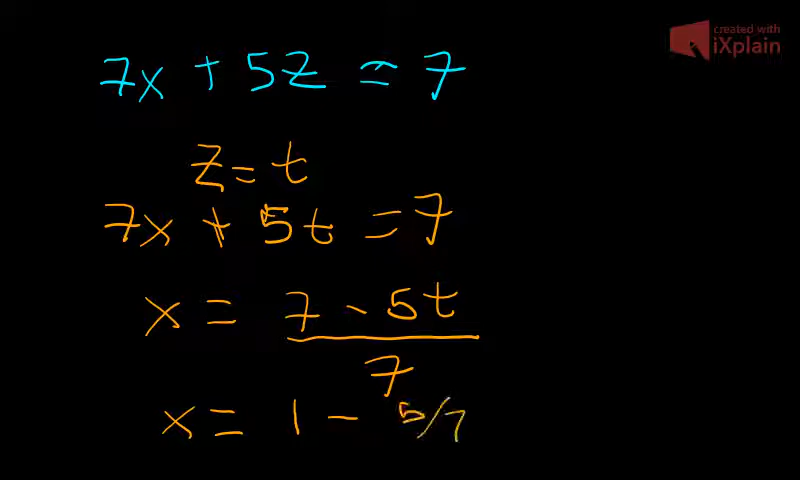 created with
iXplain
7x + 5z = 7
z = t
7x + 5t = 7
x = 7 - 5t
7
x = 1 - 5/7